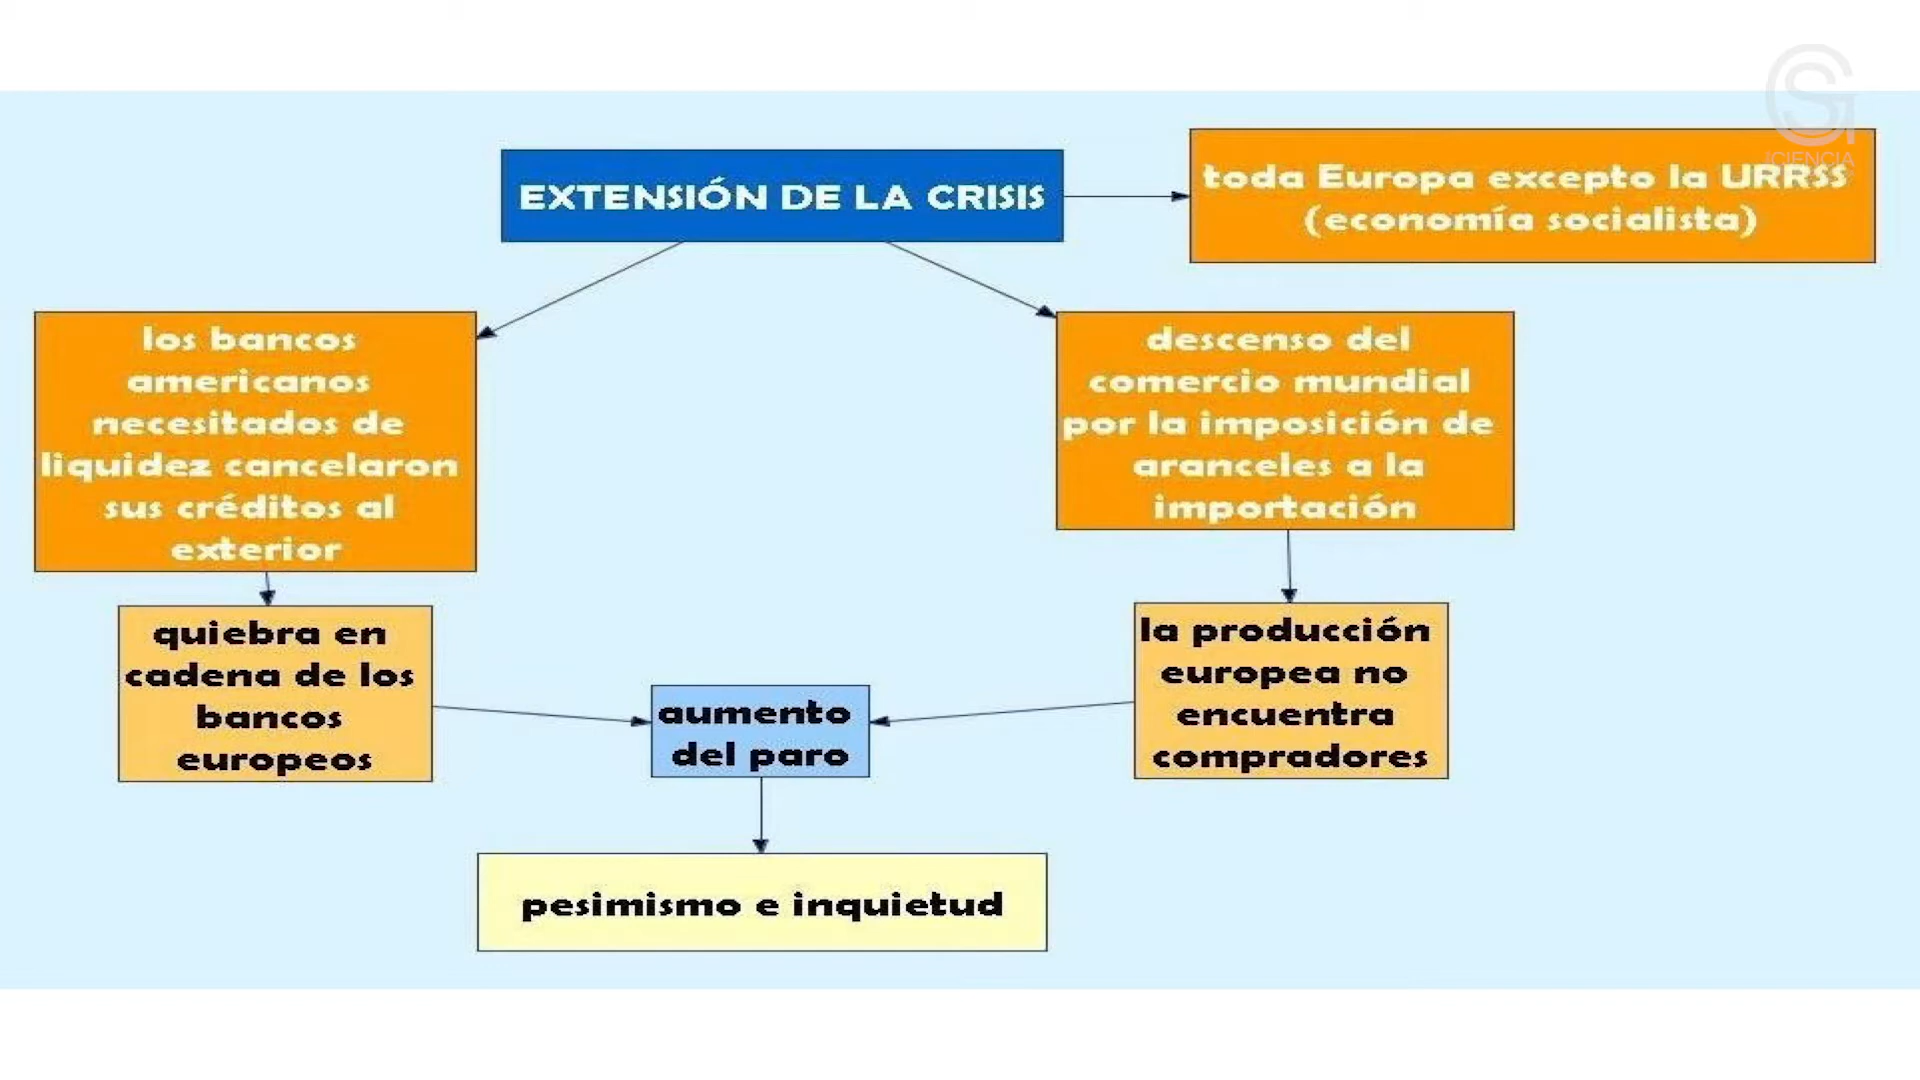 EXTENSIÓN DE LA CRISIS
toda Europa excepto la URRSS
(economía socialista)
los bancos
americanos
necesitados de
liquidez cancelaron
sus créditos al
exterior
descenso del
comercio mundial
por la imposición de
aranceles a la
importación
quiebra en
cadena de los
bancos
europeos
aumento
del paro
la producción
europea no
encuentra
compradores
pesimismo e inquietud
ICIENCIA